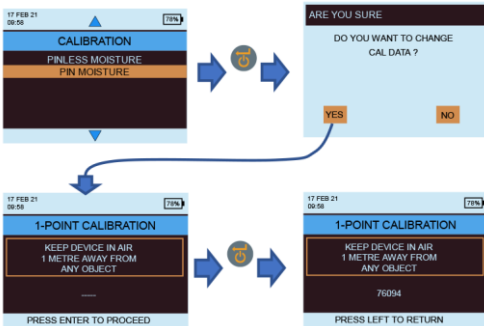 17 FEB 21
09:58
78%
CALIBRATION
PINLESS MOISTURE
PIN MOISTURE
ARE YOU SURE
DO YOU WANT TO CHANGE
CAL DATA ?
YES
NO
17 FEB 21
09:58
78%
1-POINT CALIBRATION
KEEP DEVICE IN AIR
1 METRE AWAY FROM
ANY OBJECT
----
PRESS ENTER TO PROCEED
17 FEB 21
09:58
78%
1-POINT CALIBRATION
KEEP DEVICE IN AIR
1 METRE AWAY FROM
ANY OBJECT
76094
PRESS LEFT TO RETURN